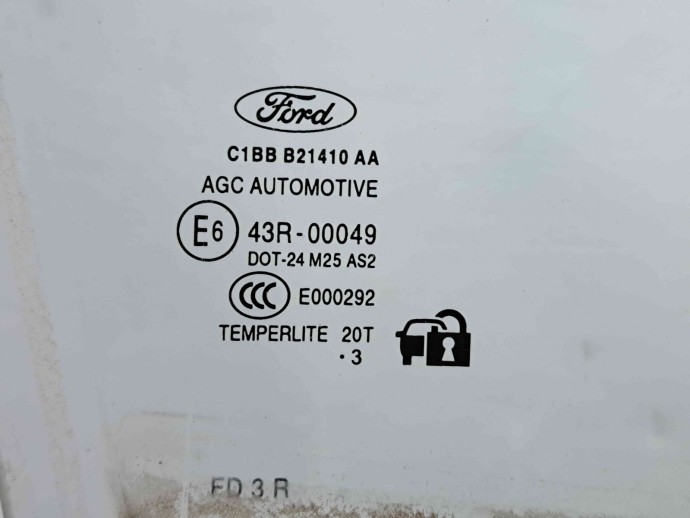 Ford
C1BB B21410 AA
AGC AUTOMOTIVE
E6 43R-00049
DOT-24 M25 AS2
CCC E000292
TEMPERLITE 20T
·3
FD 3 R